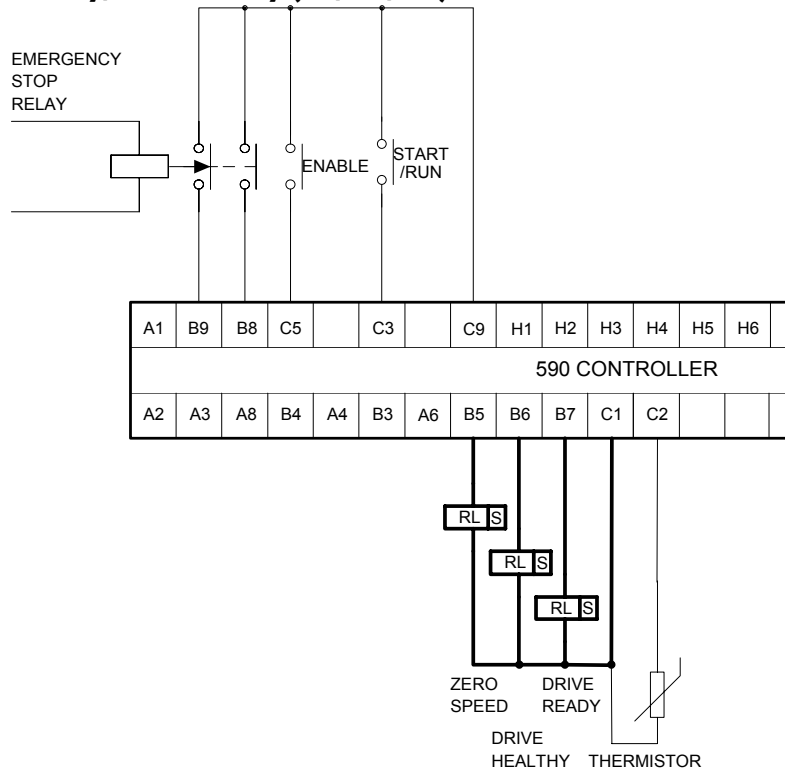 EMERGENCY
STOP
RELAY
ENABLE
START
/RUN
A1 B9 B8 C5 C3 C9 H1 H2 H3 H4 H5 H6
590 CONTROLLER
A2 A3 A8 B4 A4 B3 A6 B5 B6 B7 C1 C2
RL S
RL S
RL S
ZERO
SPEED
DRIVE
READY
DRIVE
HEALTHY
THERMISTOR